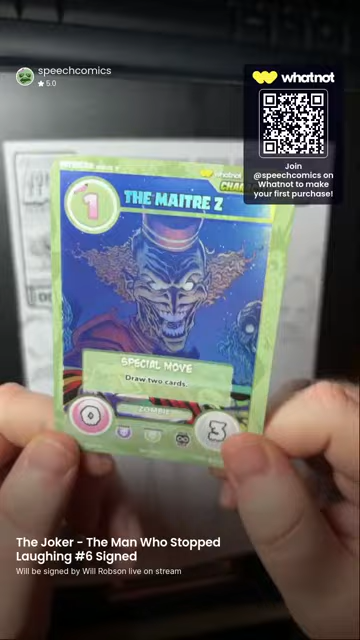 speechcomics
★ 5.0
whatnot
Join
@speechcomics on
Whatnot to make
your first purchase!
whatnot
1
THE MAITRE Z
SPECIAL MOVE
Draw two cards.
ZOMBIE
0
3
The Joker - The Man Who Stopped
Laughing #6 Signed
Will be signed by Will Robson live on stream